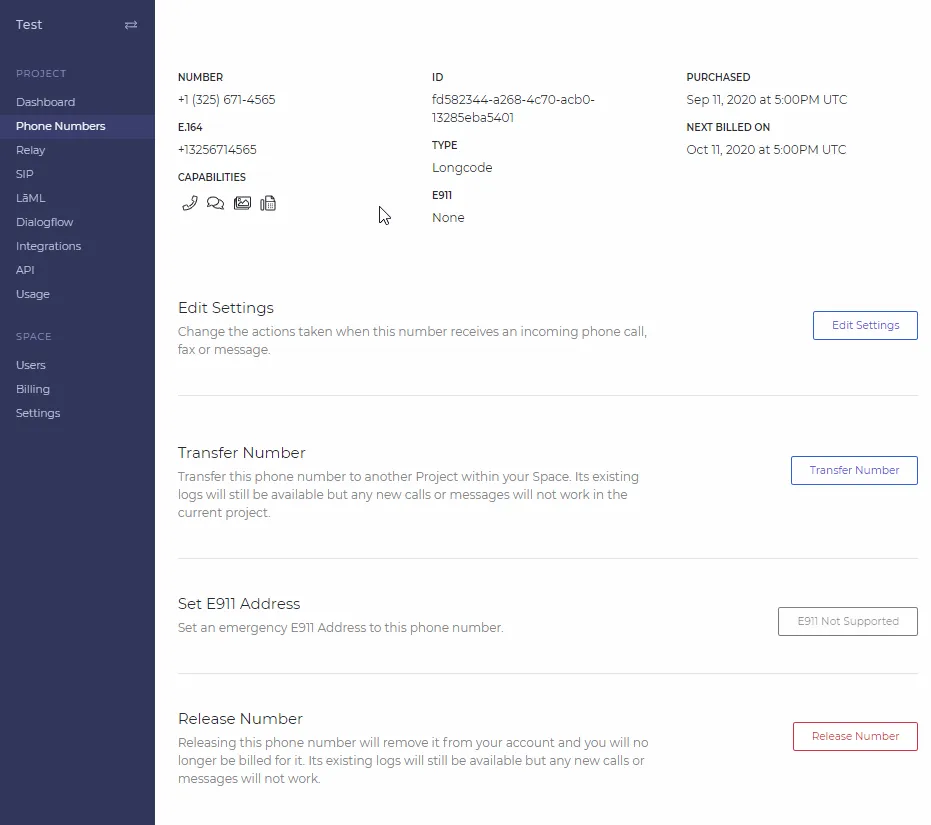 Test
PROJECT
Dashboard
Phone Numbers
Relay
SIP
LāML
Dialogflow
Integrations
API
Usage
SPACE
Users
Billing
Settings
NUMBER
+1 (325) 671-4565
E.164
+13256714565
CAPABILITIES
ID
fd582344-a268-4c70-acb0-
13285eba5401
TYPE
Longcode
E911
None
PURCHASED
Sep 11, 2020 at 5:00PM UTC
NEXT BILLED ON
Oct 11, 2020 at 5:00PM UTC
Edit Settings
Change the actions taken when this number receives an incoming phone call,
fax or message.
Edit Settings
Transfer Number
Transfer this phone number to another Project within your Space. Its existing
logs will still be available but any new calls or messages will not work in the
current project.
Transfer Number
Set E911 Address
Set an emergency E911 Address to this phone number.
E911 Not Supported
Release Number
Releasing this phone number will remove it from your account and you will no
longer be billed for it. Its existing logs will still be available but any new calls or
messages will not work.
Release Number